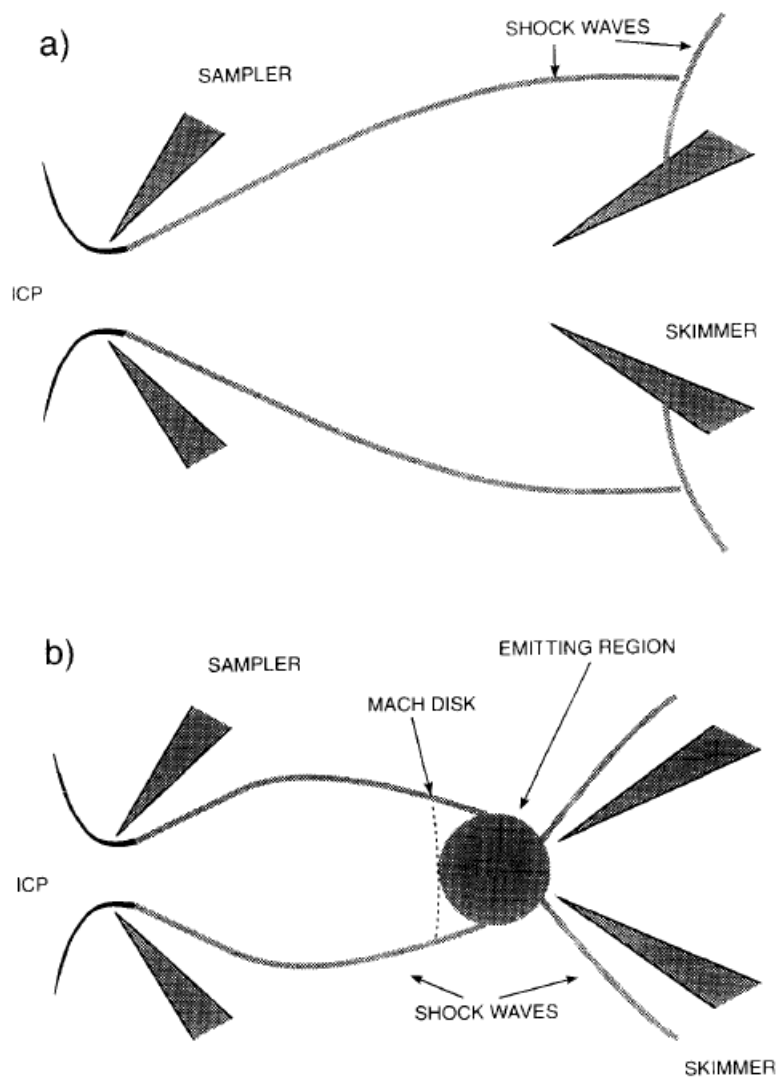 a)
SHOCK WAVES
SAMPLER
ICP
SKIMMER
b)
EMITTING REGION
SAMPLER
MACH DISK
ICP
SHOCK WAVES
SKIMMER